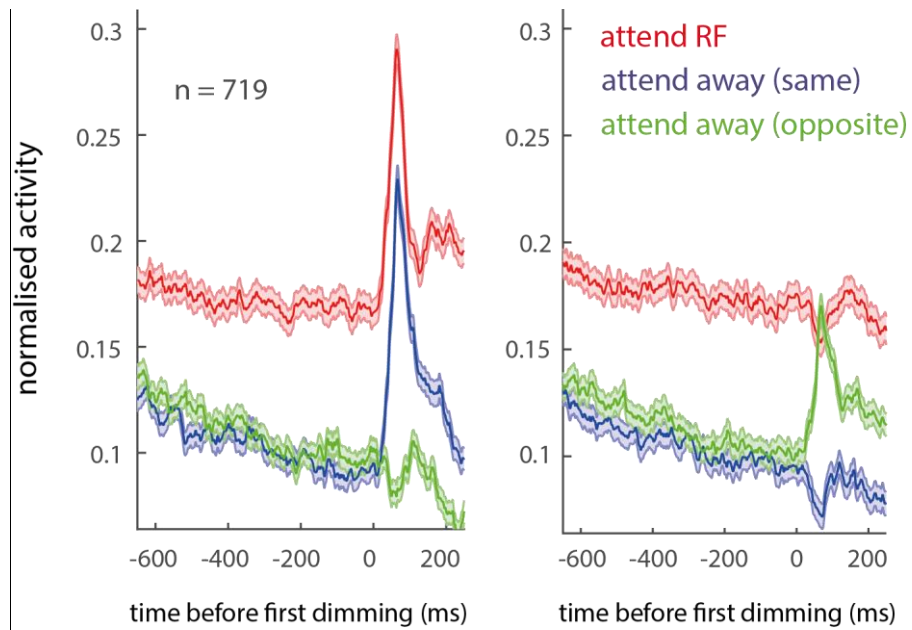 normalised activity
0.3
0.25
0.2
0.15
0.1
n = 719
-600
-400
-200
0
200
time before first dimming (ms)
attend RF
attend away (same)
attend away (opposite)
0.3
0.25
0.2
0.15
0.1
-600
-400
-200
0
200
time before first dimming (ms)